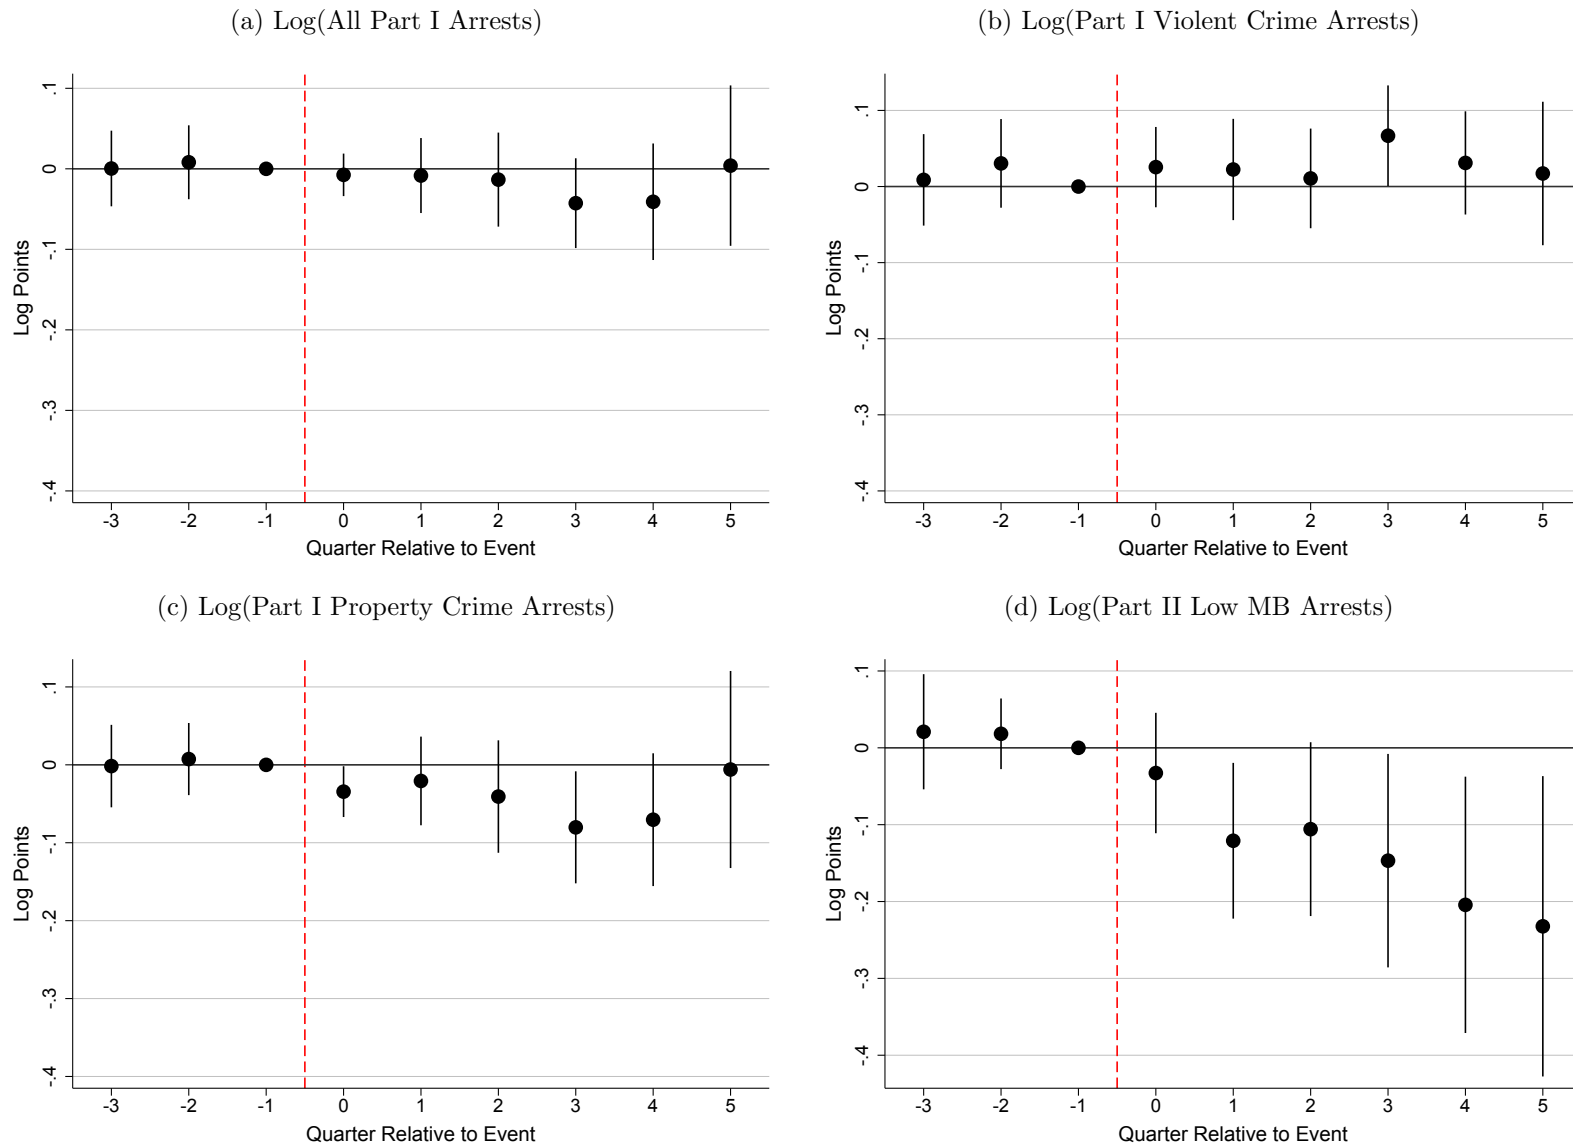 (a) Log(All Part I Arrests)
.1
0
-.1
-.2
-.3
-.4
Log Points
-3 -2 -1 0 1 2 3 4 5
Quarter Relative to Event
(b) Log(Part I Violent Crime Arrests)
.1
0
-.1
-.2
-.3
-.4
Log Points
-3 -2 -1 0 1 2 3 4 5
Quarter Relative to Event
(c) Log(Part I Property Crime Arrests)
.1
0
-.1
-.2
-.3
-.4
Log Points
-3 -2 -1 0 1 2 3 4 5
Quarter Relative to Event
(d) Log(Part II Low MB Arrests)
.1
0
-.1
-.2
-.3
-.4
Log Points
-3 -2 -1 0 1 2 3 4 5
Quarter Relative to Event